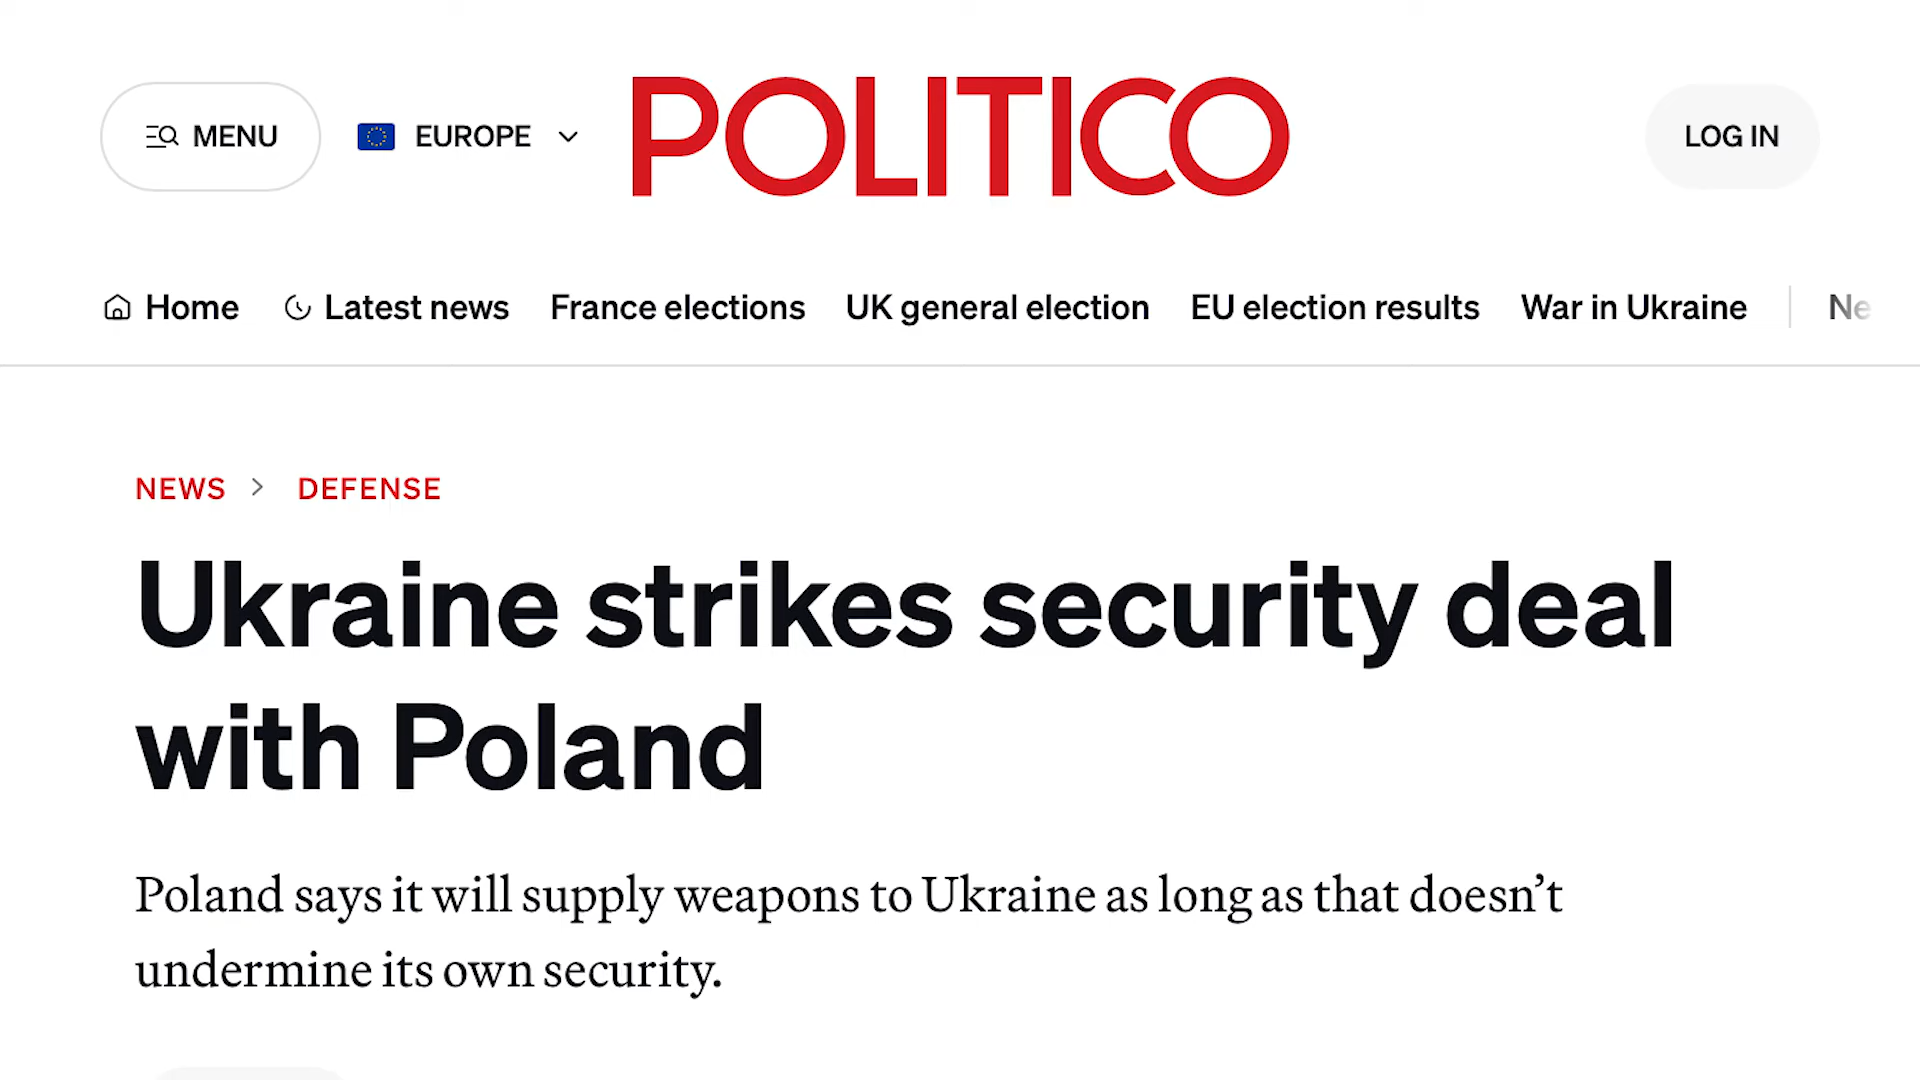 MENU
EUROPE
POLITICO
LOG IN
Home
Latest news
France elections
UK general election
EU election results
War in Ukraine
NEWS > DEFENSE
Ukraine strikes security deal
with Poland
Poland says it will supply weapons to Ukraine as long as that doesn’t
undermine its own security.